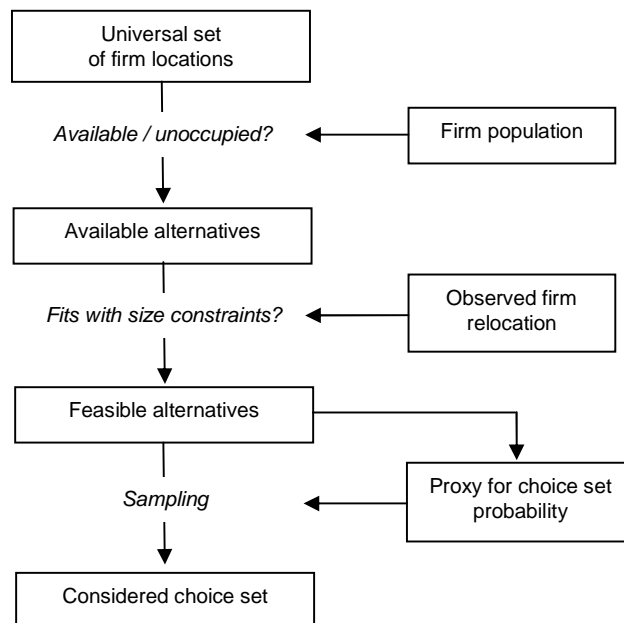 Universal set
of firm locations
Available / unoccupied?
Firm population
Available alternatives
Fits with size constraints?
Observed firm
relocation
Feasible alternatives
Sampling
Proxy for choice set
probability
Considered choice set